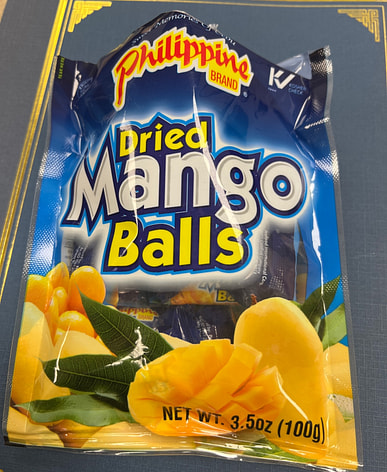 Philippine
BRAND
Dried
Mango
Balls
NET WT. 3.5oz (100g)